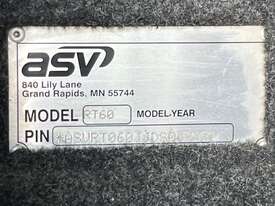 asv
840 Lily Lane
Grand Rapids, MN 55744
MODEL RT60 MODEL-YEAR
PIN